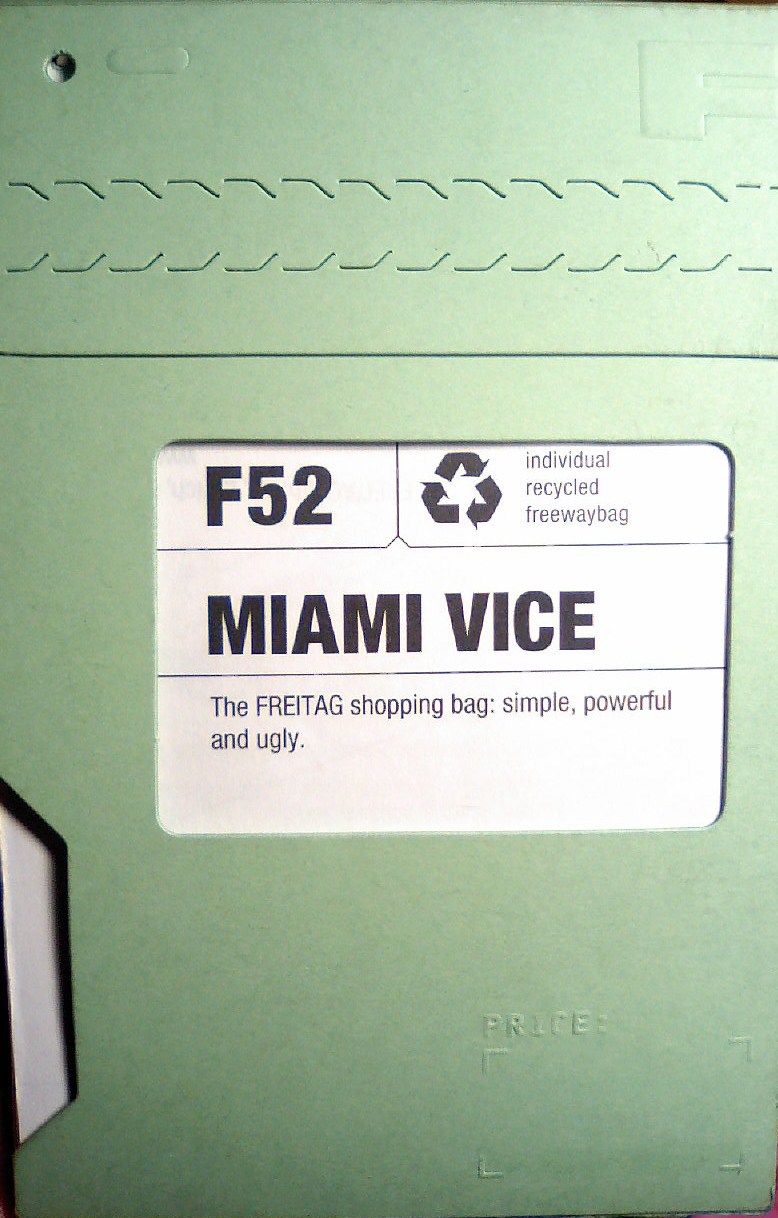 F52
individual
recycled
freewaybag
MIAMI VICE
The FREITAG shopping bag: simple, powerful
and ugly.
PRICE: